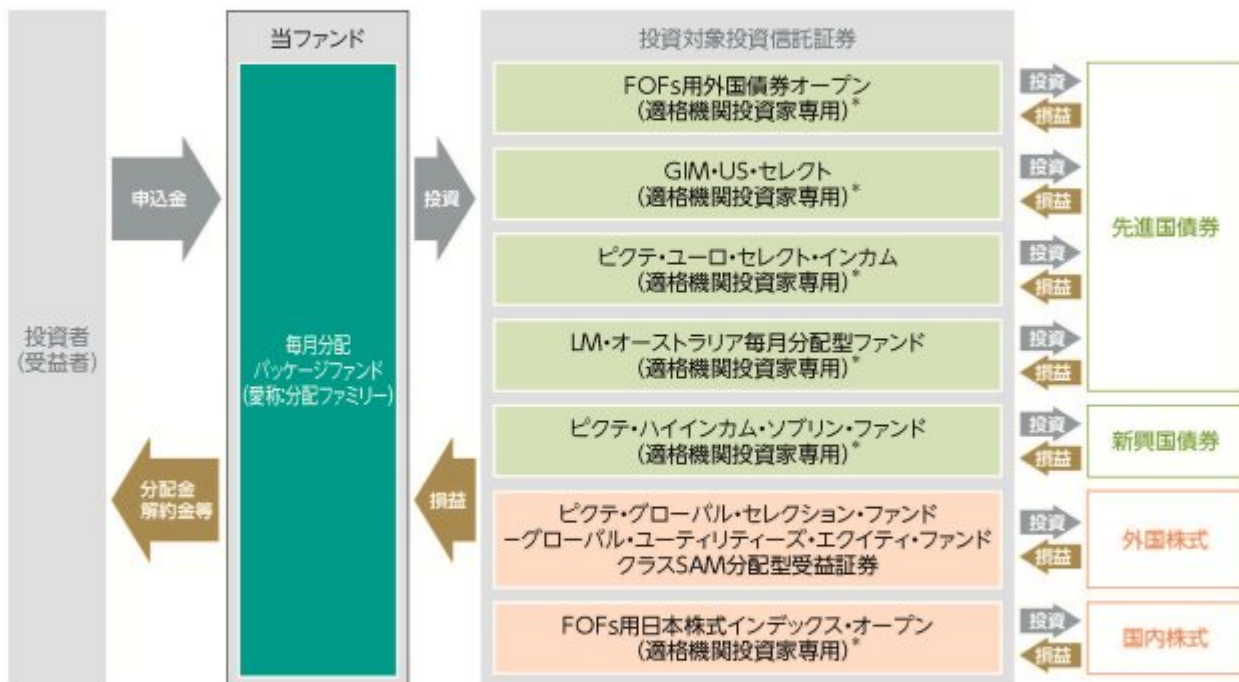 当ファンド
投資対象投資信託証券
投資者
(受益者)
申込金
分配金
解約金等
毎月分配
パッケージファンド
(愛称:分配ファミリー)
投資
損益
FOFs用外国債券オープン
(適格機関投資家専用)*
投資
損益
GIM・US・セレクト
(適格機関投資家専用)*
投資
損益
ピクテ・ユーロ・セレクト・インカム
(適格機関投資家専用)*
投資
損益
LM・オーストラリア毎月分配型ファンド
(適格機関投資家専用)*
投資
損益
先進国債券
ピクテ・ハイインカム・ソブリン・ファンド
(適格機関投資家専用)*
投資
損益
新興国債券
ピクテ・グローバル・セレクション・ファンド
－グローバル・ユーティリティーズ・エクイティ・ファンド
クラスSAM分配型受益証券
投資
損益
外国株式
FOFs用日本株式インデックス・オープン
(適格機関投資家専用)*
投資
損益
国内株式